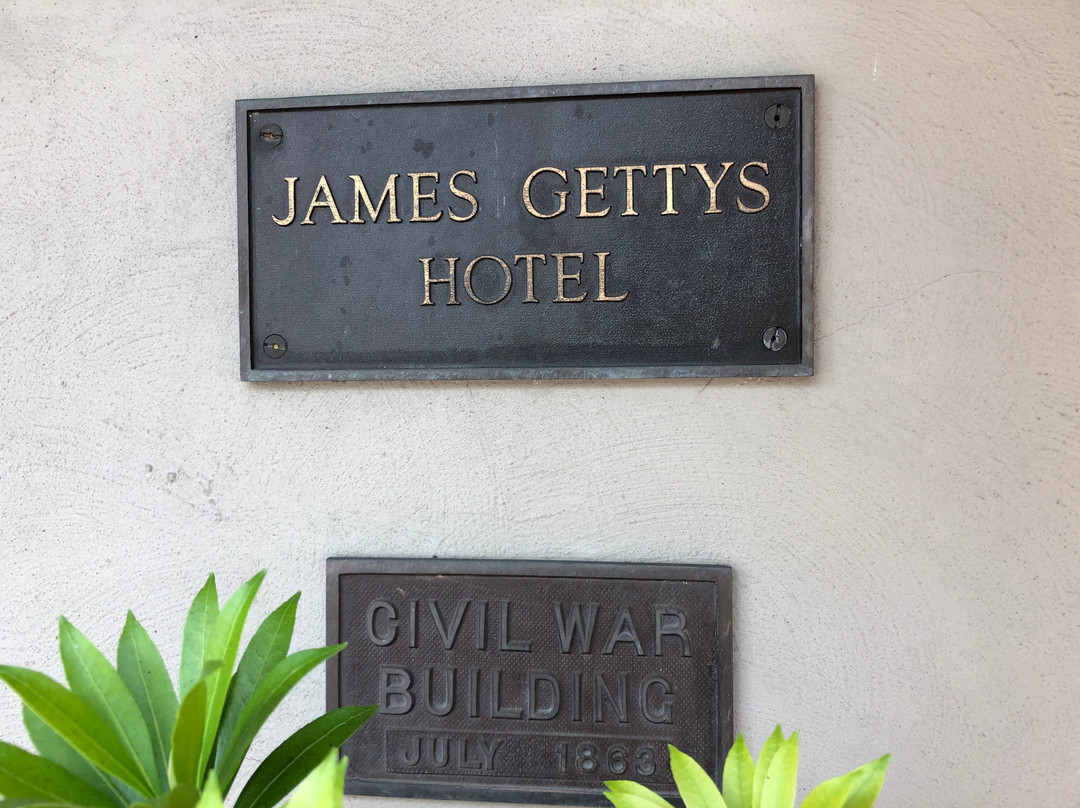 JAMES GETTYS
HOTEL
CIVIL WAR
BUILDING
JULY 1863